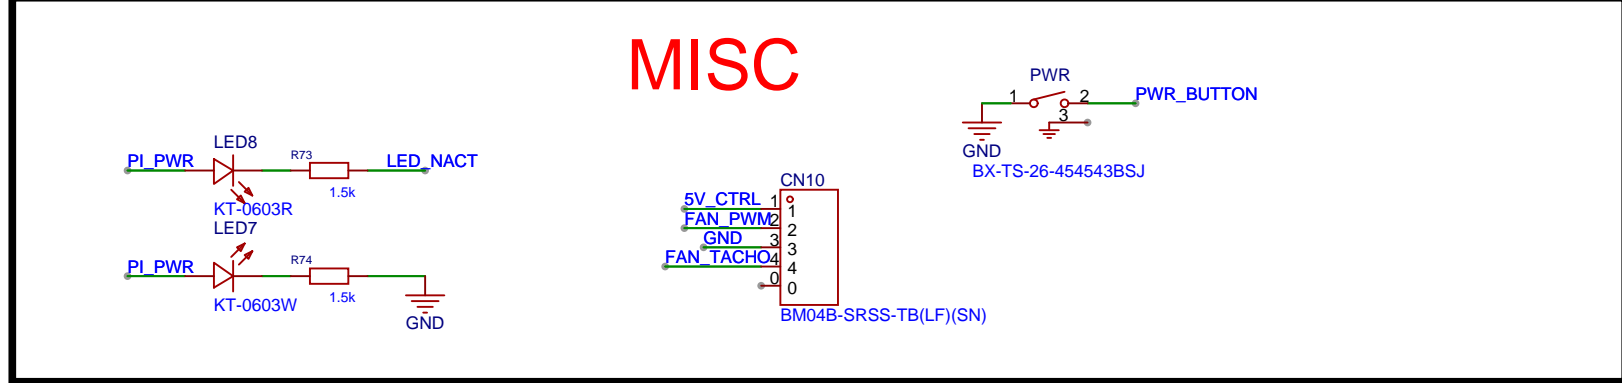 MISC
PWR
1
2
PWR_BUTTON
3
GND
BX-TS-26-454543BSJ
LED8
PI_PWR
R73
LED_NACT
1.5k
KT-0603R
LED7
PI_PWR
R74
1.5k
KT-0603W
GND
CN10
5V_CTRL 1 1
FAN_PWM 2 2
GND 3 3
FAN_TACHO 4 4
0 0
BM04B-SRSS-TB(LF)(SN)